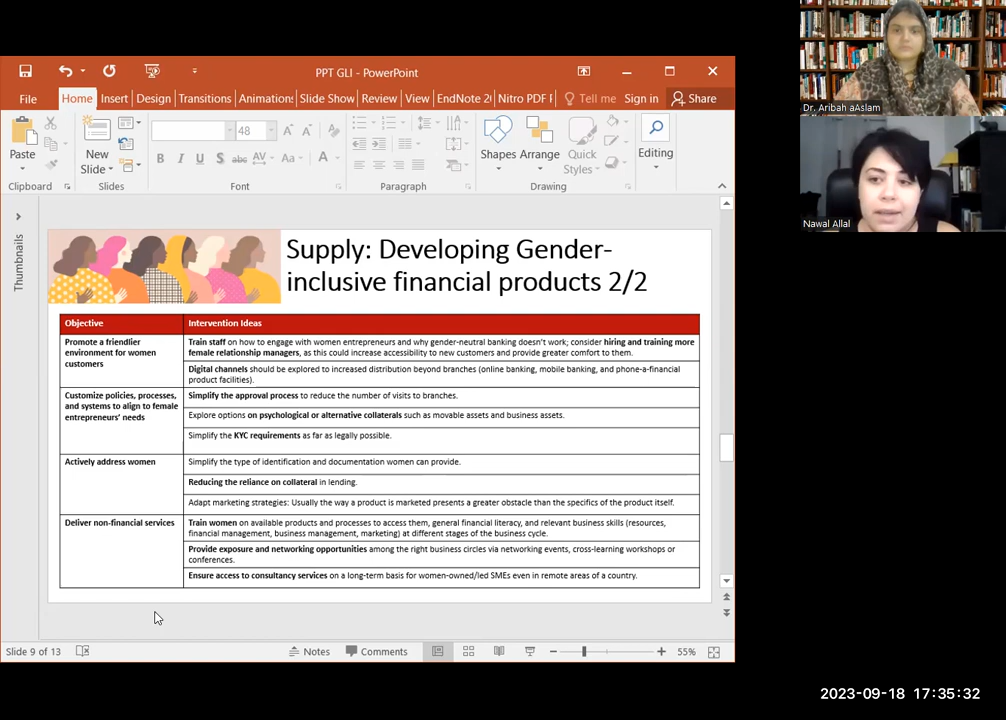 PPT GLI - PowerPoint
File Home Insert Design Transitions Animations Slide Show Review View EndNote 20 Nitro PDF Tell me Sign in Share
Paste
New
Slide
48
B I U S abc AV Aa A
Shapes Arrange Quick
Styles
Editing
Clipboard Slides Font Paragraph Drawing
Thumbnails
Supply: Developing Gender-
inclusive financial products 2/2
Objective Intervention Ideas
Promote a friendlier
environment for women
customers
Train staff on how to engage with women entrepreneurs and why gender-neutral banking doesn't work; consider hiring and training more
female relationship managers, as this could increase accessibility to new customers and provide greater comfort to them.
Digital channels should be explored to increased distribution beyond branches (online banking, mobile banking, and phone-a-financial
product facilities).
Customize policies, processes,
and systems to align to female
entrepreneurs' needs
Simplify the approval process to reduce the number of visits to branches.
Explore options on psychological or alternative collaterals such as movable assets and business assets.
Simplify the KYC requirements as far as legally possible.
Actively address women
Simplify the type of identification and documentation women can provide.
Reducing the reliance on collateral in lending.
Adapt marketing strategies: Usually the way a product is marketed presents a greater obstacle than the specifics of the product itself.
Deliver non-financial services
Train women on available products and processes to access them, general financial literacy, and relevant business skills (resources,
financial management, business management, marketing) at different stages of the business cycle.
Provide exposure and networking opportunities among the right business circles via networking events, cross-learning workshops or
conferences.
Ensure access to consultancy services on a long-term basis for women-owned/led SMEs even in remote areas of a country.
Slide 9 of 13 Notes Comments 55%
Dr. Aribah aAslam
Nawal Allal
2023-09-18 17:35:32